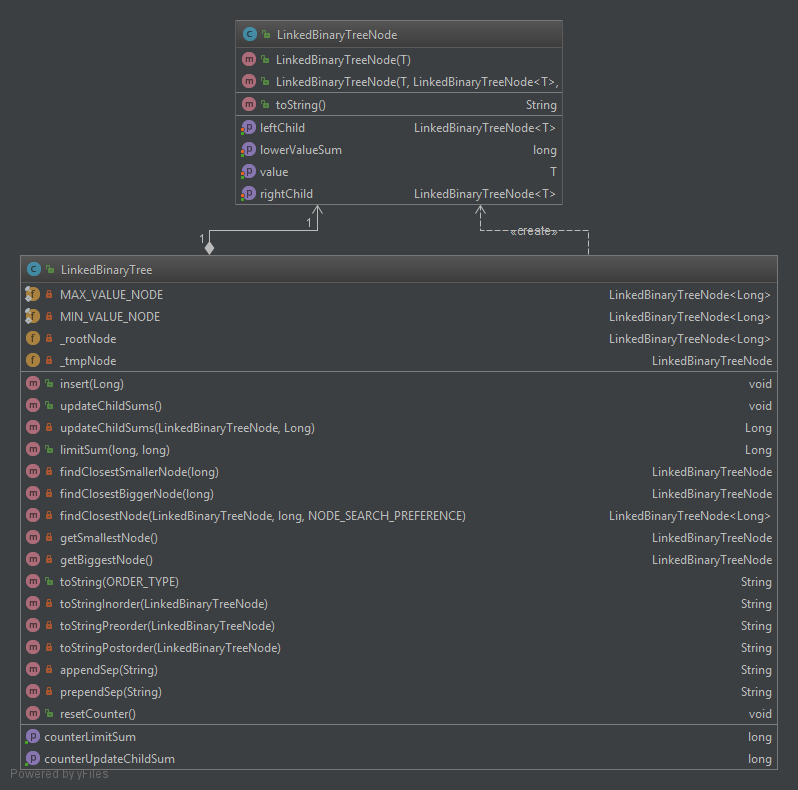 LinkedBinaryTreeNode
LinkedBinaryTreeNode(T)
LinkedBinaryTreeNode(T, LinkedBinaryTreeNode<T>,
toString() String
leftChild LinkedBinaryTreeNode<T>
lowerValueSum long
value T
rightChild LinkedBinaryTreeNode<T>
1
«create»
1
LinkedBinaryTree
MAX_VALUE_NODE LinkedBinaryTreeNode<Long>
MIN_VALUE_NODE LinkedBinaryTreeNode<Long>
_rootNode LinkedBinaryTreeNode<Long>
_tmpNode LinkedBinaryTreeNode
insert(Long) void
updateChildSums() void
updateChildSums(LinkedBinaryTreeNode, Long) Long
limitSum(long, long) Long
findClosestSmallerNode(long) LinkedBinaryTreeNode
findClosestBiggerNode(long) LinkedBinaryTreeNode
findClosestNode(LinkedBinaryTreeNode, long, NODE_SEARCH_PREFERENCE) LinkedBinaryTreeNode<Long>
getSmallestNode() LinkedBinaryTreeNode
getBiggestNode() LinkedBinaryTreeNode
toString(ORDER_TYPE) String
toStringInorder(LinkedBinaryTreeNode) String
toStringPreorder(LinkedBinaryTreeNode) String
toStringPostorder(LinkedBinaryTreeNode) String
appendSep(String) String
prependSep(String) String
resetCounter() void
counterLimitSum long
counterUpdateChildSum long
Powered by yFiles